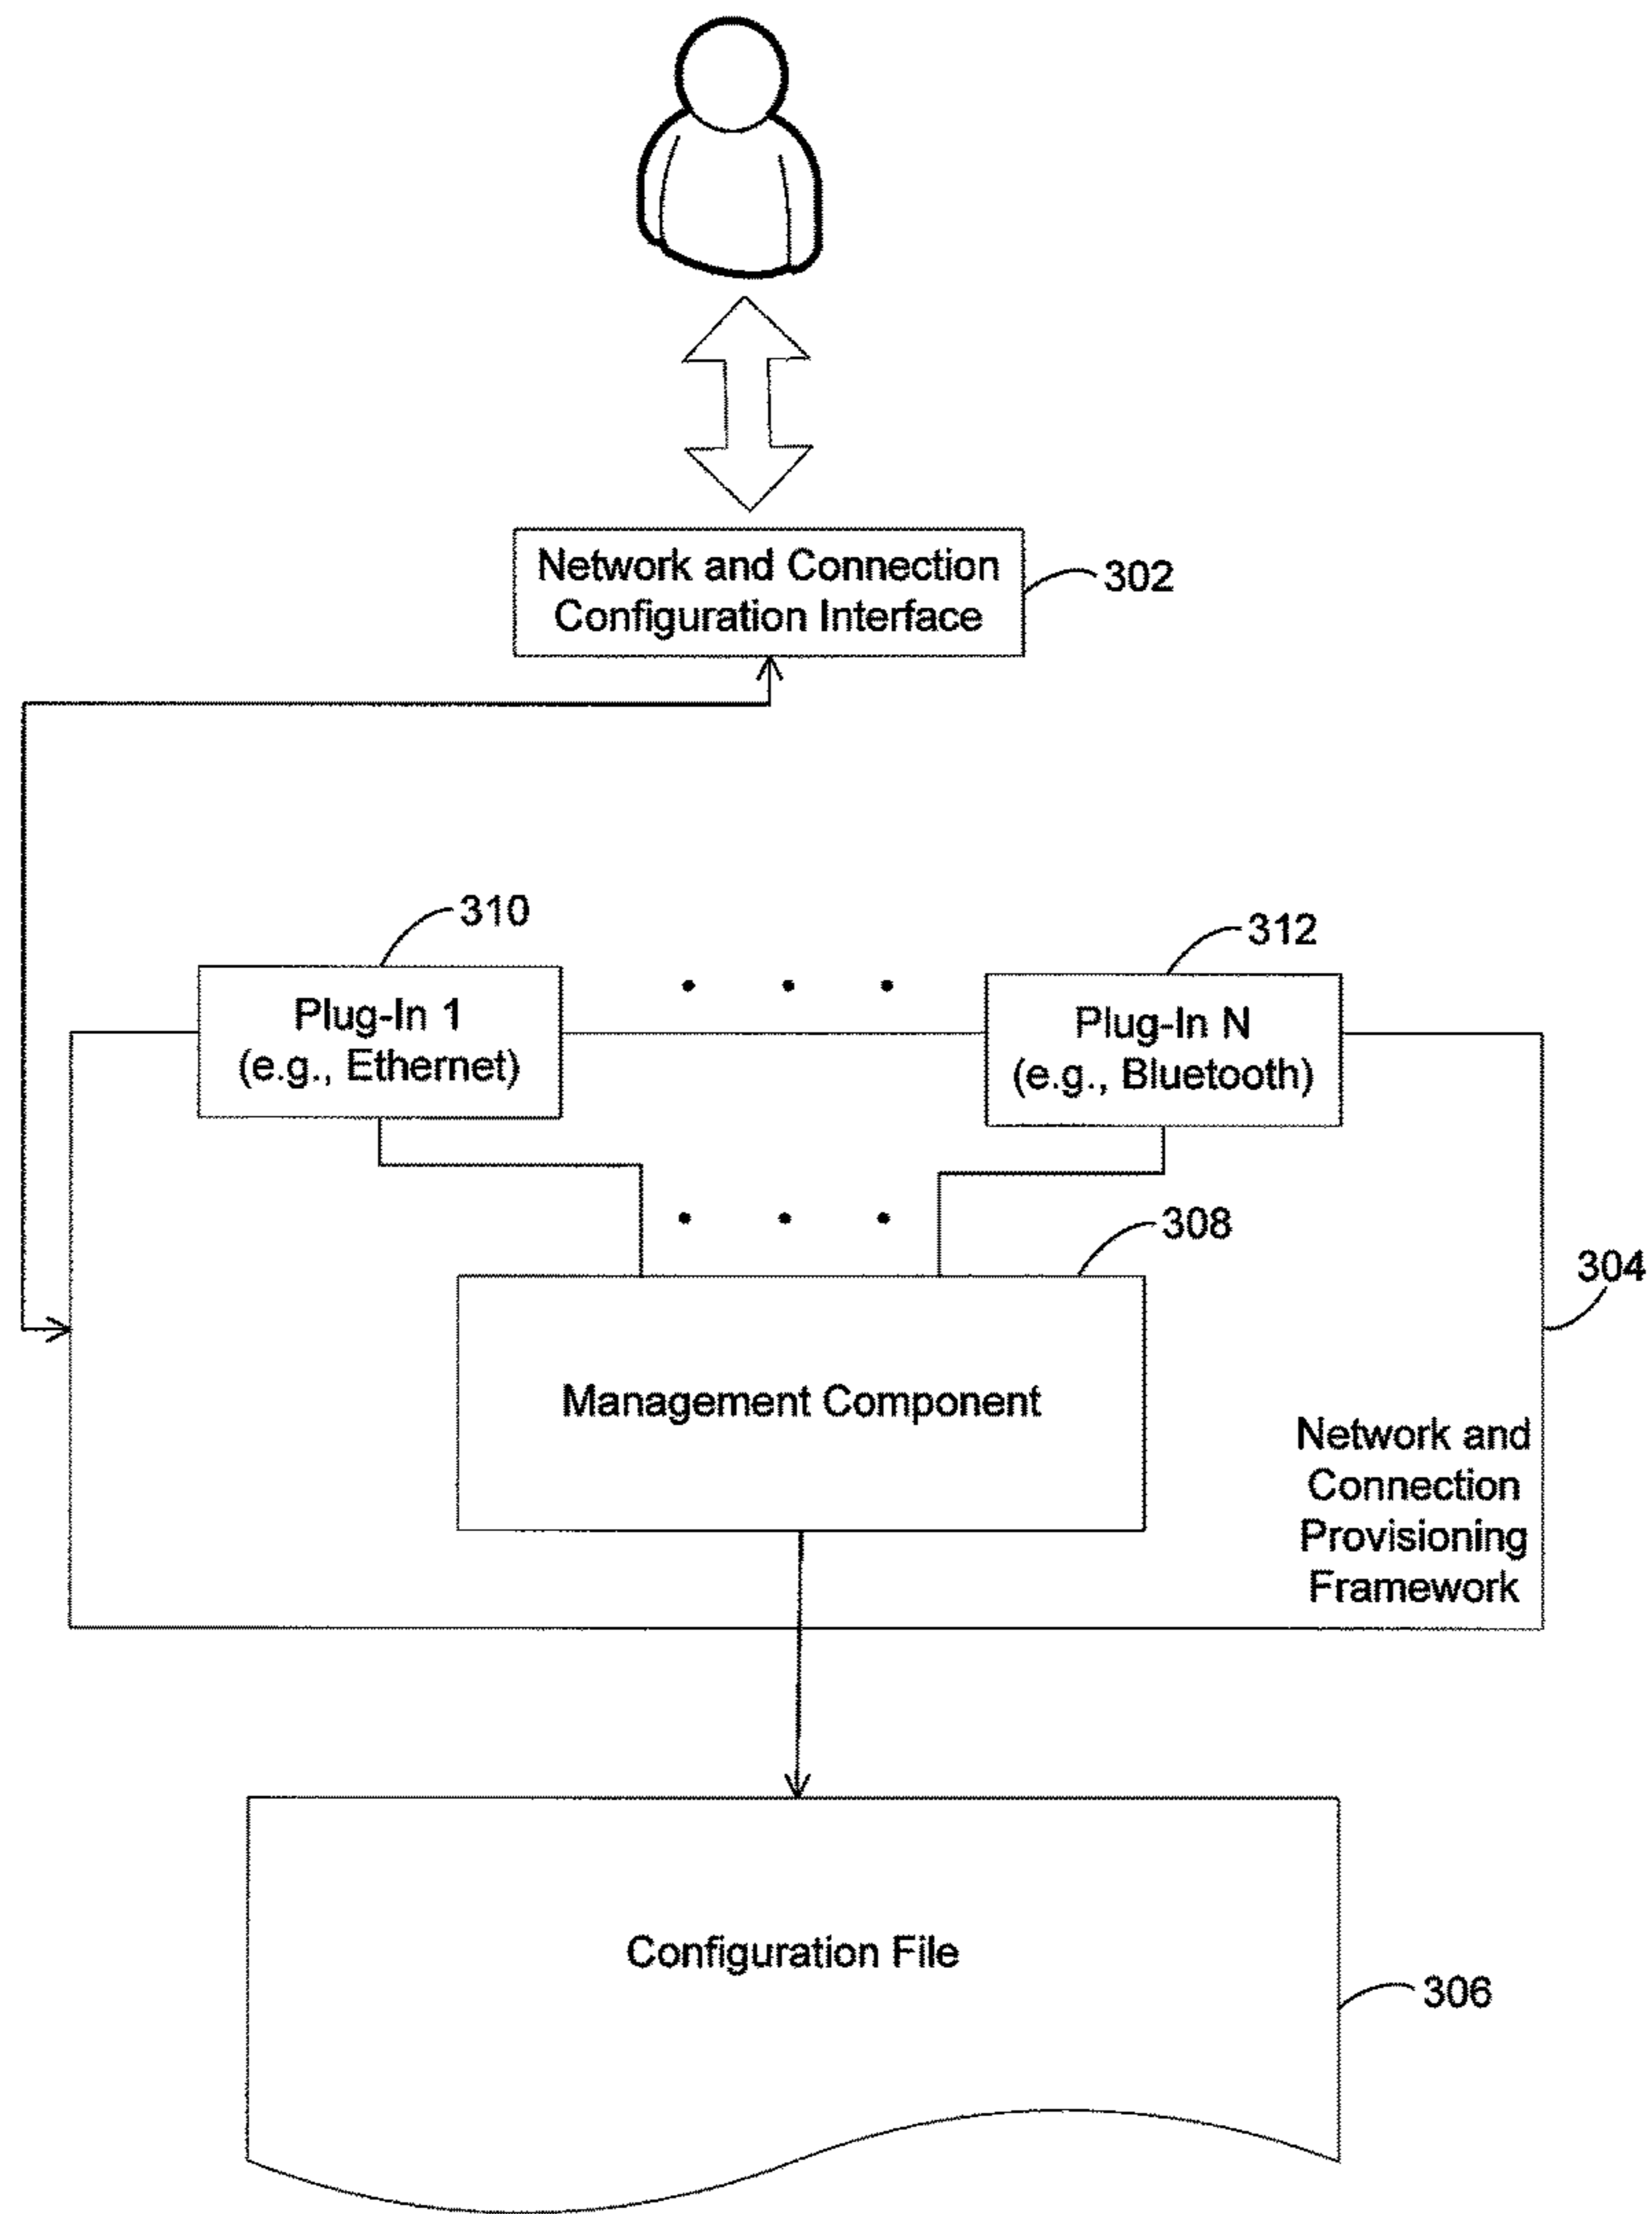 Network and Connection
Configuration Interface
302
310
312
Plug-In 1
(e.g., Ethernet)
Plug-In N
(e.g., Bluetooth)
308
304
Management Component
Network and
Connection
Provisioning
Framework
Configuration File
306